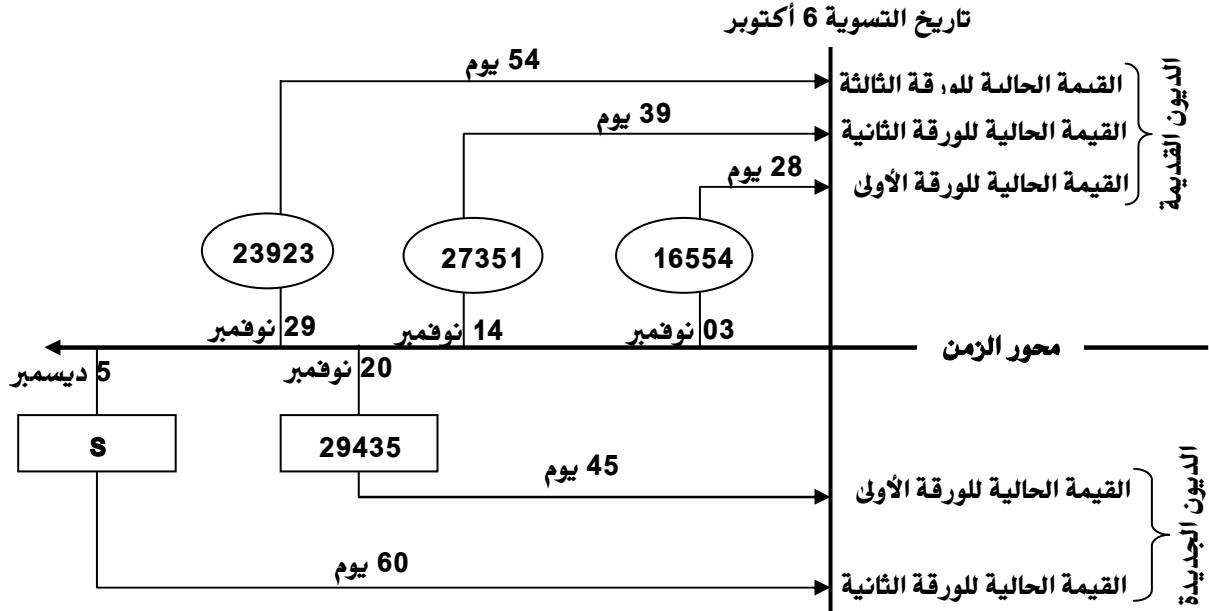 تاريخ التسوية 6 أكتوبر
54 يوم
القيمة الحالية للورقة الثالثة
39 يوم
القيمة الحالية للورقة الثانية
28 يوم
القيمة الحالية للورقة الأولى
الديون القديمة
16554
27351
23923
03 نوفمبر
14 نوفمبر
29 نوفمبر
محور الزمن
20 نوفمبر
5 ديسمبر
29435
S
45 يوم
القيمة الحالية للورقة الأولى
60 يوم
القيمة الحالية للورقة الثانية
الديون الجديدة